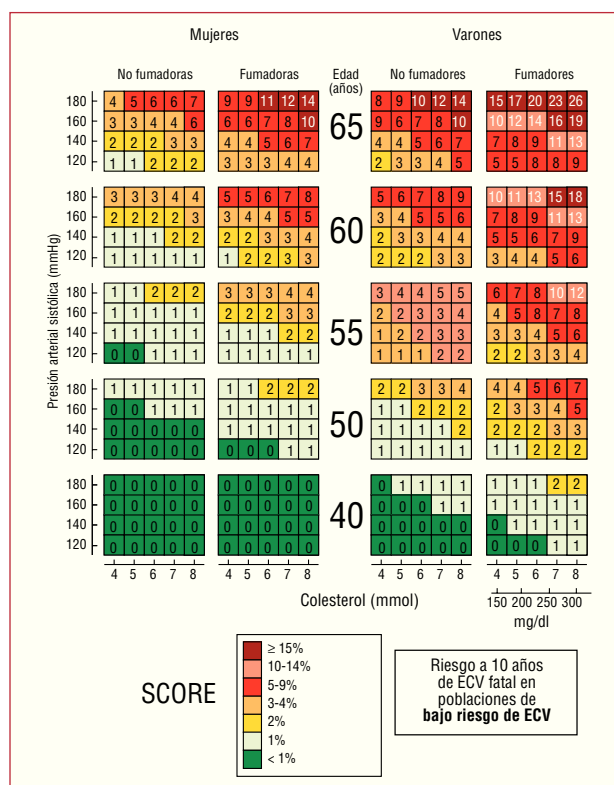 Mujeres Varones
No fumadoras Fumadoras Edad (años) No fumadores Fumadores
Presión arterial sistólica (mmHg)
180 4 5 6 6 7 9 9 11 12 14 8 9 10 12 14 15 17 20 23 26
160 3 3 4 4 6 6 6 7 8 10 9 6 7 8 10 10 12 14 16 19
65
140 2 2 2 3 3 4 4 5 6 7 4 4 5 6 7 7 8 9 11 13
120 1 1 2 2 2 3 3 3 4 4 2 3 3 4 5 5 5 8 8 9
180 3 3 3 4 4 5 5 6 7 8 5 6 7 8 9 10 11 13 15 18
160 2 2 2 2 3 3 4 4 5 5 3 4 5 5 6 7 8 9 11 13
60
140 1 1 1 2 2 2 2 3 3 4 2 3 3 4 4 5 5 6 7 9
120 1 1 1 1 1 1 2 2 3 3 2 2 2 3 3 3 4 4 5 6
180 1 1 2 2 2 3 3 3 4 4 3 4 4 5 5 6 7 8 10 12
160 1 1 1 1 1 2 2 2 3 3 2 2 3 3 4 4 5 6 7 8
55
140 1 1 1 1 1 1 1 1 2 2 1 2 2 3 3 3 3 4 5 6
120 0 0 1 1 1 1 1 1 1 1 1 1 1 2 2 2 2 3 3 4
180 1 1 1 1 1 1 1 2 2 2 2 2 3 3 4 4 4 5 6 7
160 0 0 1 1 1 1 1 1 1 1 1 1 2 2 2 2 3 3 4 5
50
140 0 0 0 0 0 1 1 1 1 1 1 1 1 1 2 2 2 2 3 3
120 0 0 0 0 0 0 0 0 1 1 1 1 1 1 1 1 1 2 2 2
180 0 0 0 0 0 0 0 0 0 0 0 1 1 1 1 1 1 1 2 2
160 0 0 0 0 0 0 0 0 0 0 0 0 0 1 1 1 1 1 1 1
40
140 0 0 0 0 0 0 0 0 0 0 0 0 0 0 0 0 1 1 1 1
120 0 0 0 0 0 0 0 0 0 0 0 0 0 0 0 0 0 0 1 1
4 5 6 7 8 4 5 6 7 8 4 5 6 7 8 4 5 6 7 8
Colesterol (mmol)
150 200 250 300
mg/dl
SCORE
≥ 15%
10-14%
5-9%
3-4%
2%
1%
< 1%
Riesgo a 10 años
de ECV fatal en
poblaciones de
bajo riesgo de ECV